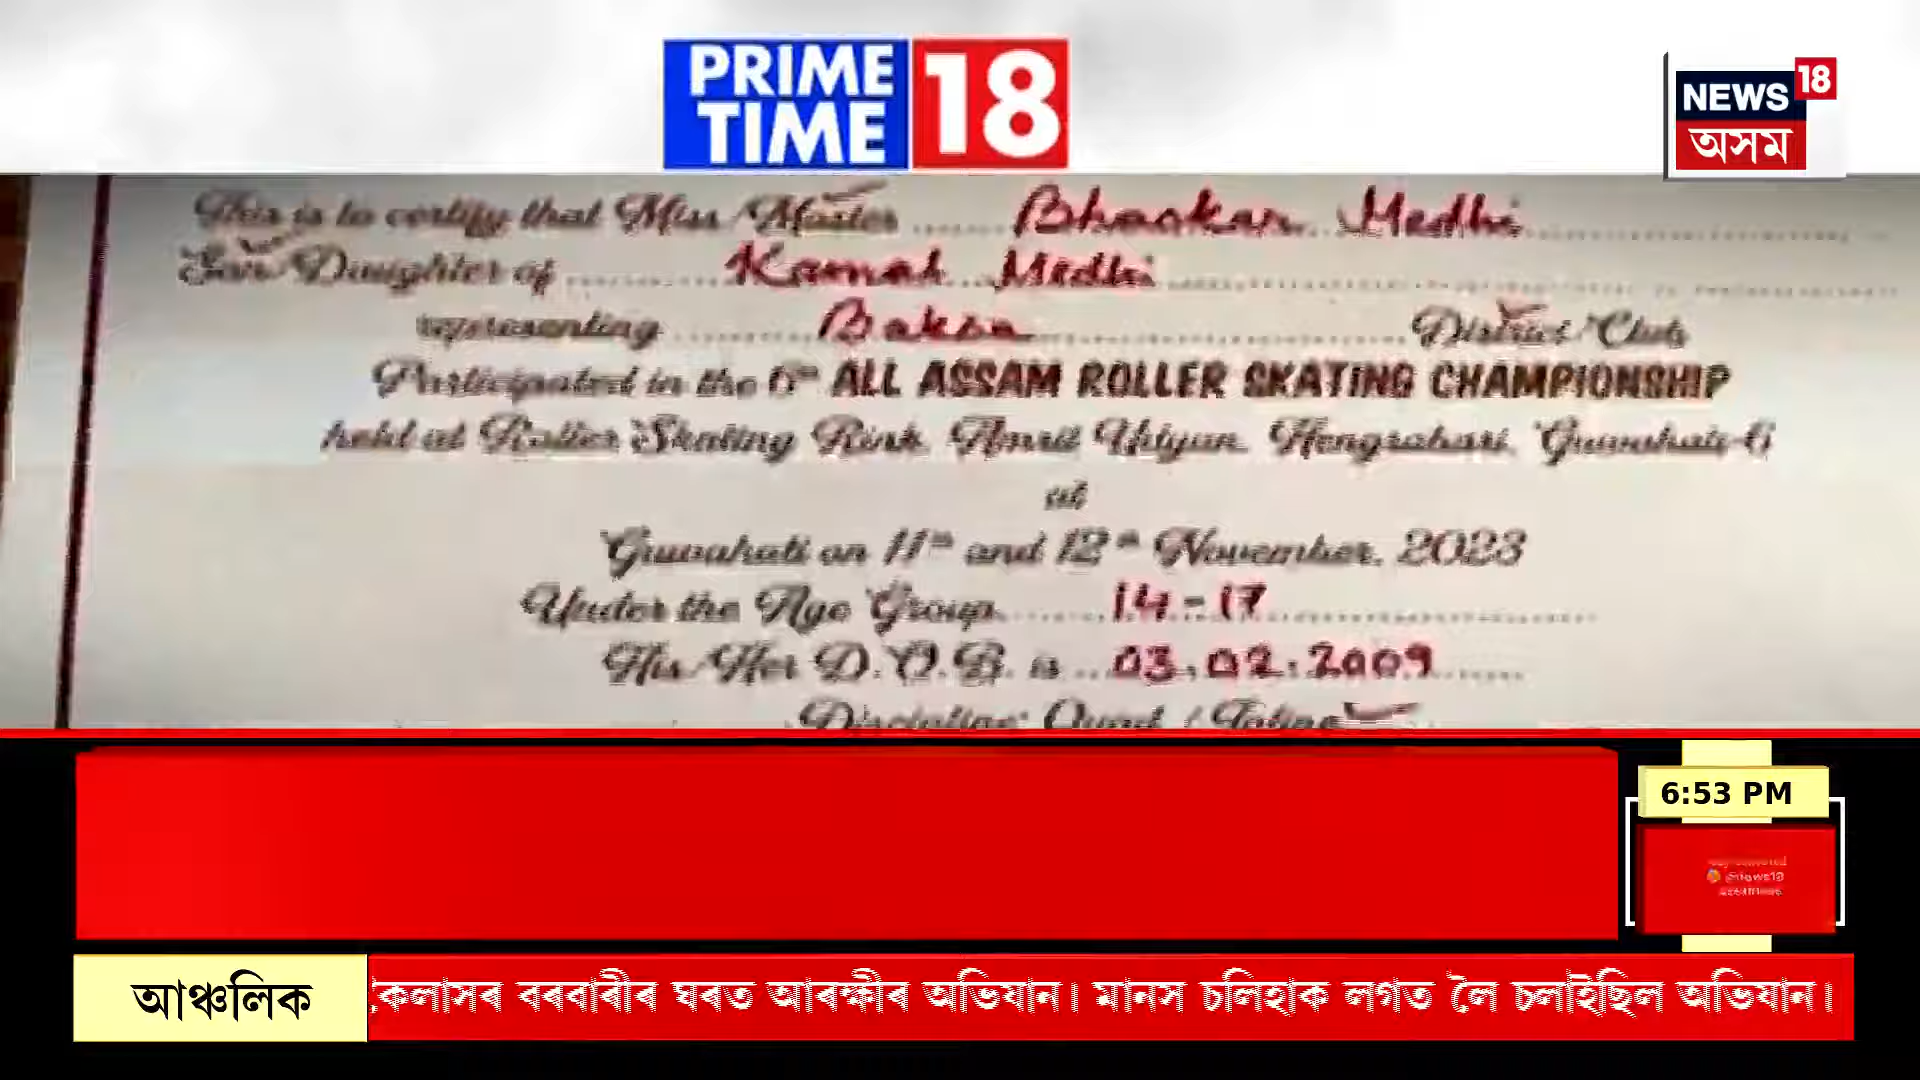 PRIME
TIME 18
NEWS 18
অসম
This is to certify that Miss/Master ...... Bhaskar Medhi
Son/Daughter of ...... Kamal Medhi
representing ...... Baksa ...... District/Club
Participated in the 6th ALL ASSAM ROLLER SKATING CHAMPIONSHIP
held at Roller Skating Rink, Amrit Udyan, Hengrabari, Guwahati-6
at
Guwahati on 11th and 12th November, 2023
Under the Age Group ...... 14-17
His/Her D.O.B. is ... 03.02.2009
Discipline: Quad / Inline
6:53 PM
আঞ্চলিক
কৈলাসৰ বৰবাৰীৰ ঘৰত আৰক্ষীৰ অভিযান। মানস চলিহাক লগত লৈ চলাইছিল অভিযান।